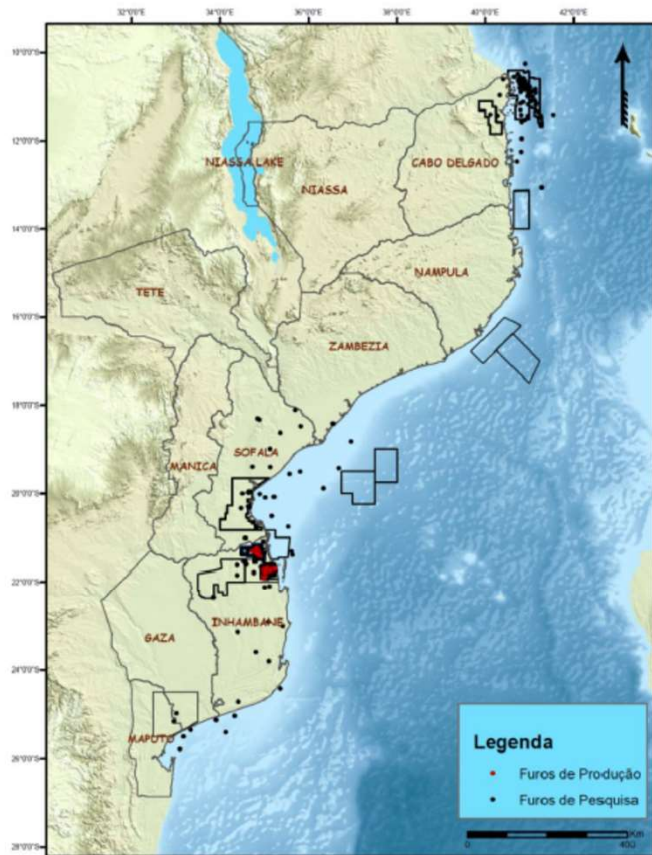 32°0'0"E 34°0'0"E 36°0'0"E 38°0'0"E 40°0'0"E 42°0'0"E
10°0'0"S
12°0'0"S
NIASSA LAKE
CABO DELGADO
NIASSA
14°0'0"S
NAMPULA
TETE
16°0'0"S
ZAMBEZIA
18°0'0"S
SOFALA
MANICA
20°0'0"S
22°0'0"S
INHAMBANE
GAZA
24°0'0"S
MAPUTO
26°0'0"S
28°0'0"S
Legenda
Furos de Produção
Furos de Pesquisa
Km
0 400